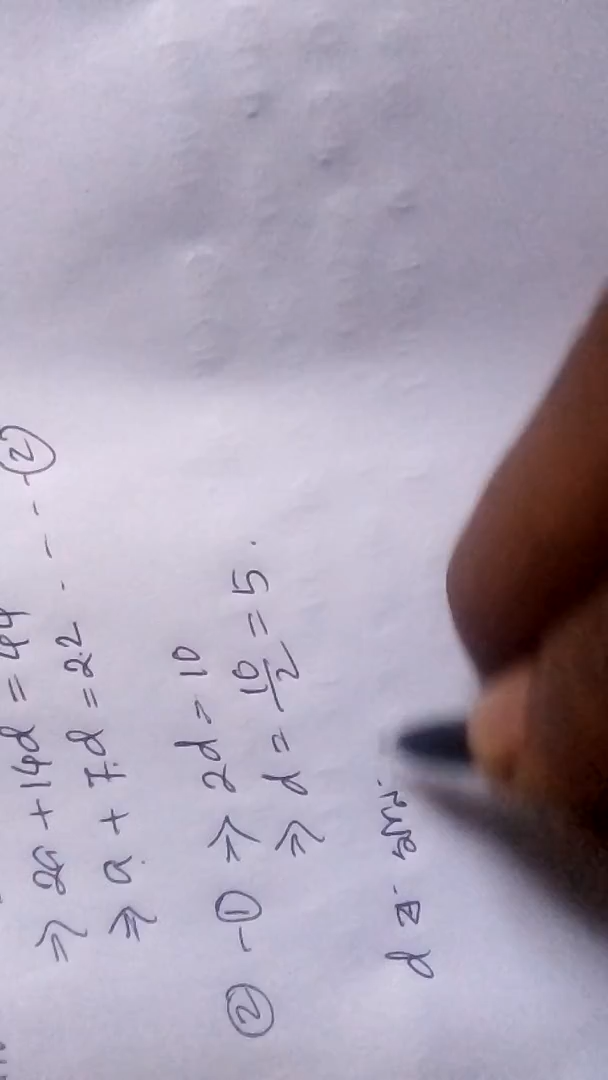 ⇒ 2a + 14d = 44
⇒ a + 7d = 22 . - - - ②
② - ① ⇒ 2d = 10
⇒ d = 10/2 = 5.
d